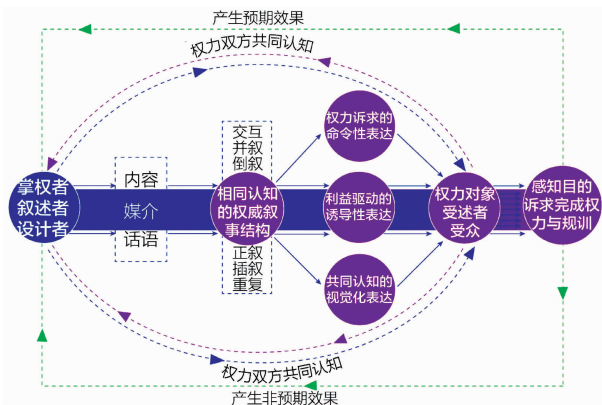 产生预期效果
权力双方共同认知
掌权者
叙述者
设计者
内容
媒介
话语
交互
并叙
倒叙
相同认知
的权威叙
事结构
正叙
插叙
重复
权力诉求的
命令性表达
利益驱动的
诱导性表达
共同认知的
视觉化表达
权力对象
受述者
受众
感知目的
诉求完成权
力与规训
权力双方共同认知
产生非预期效果